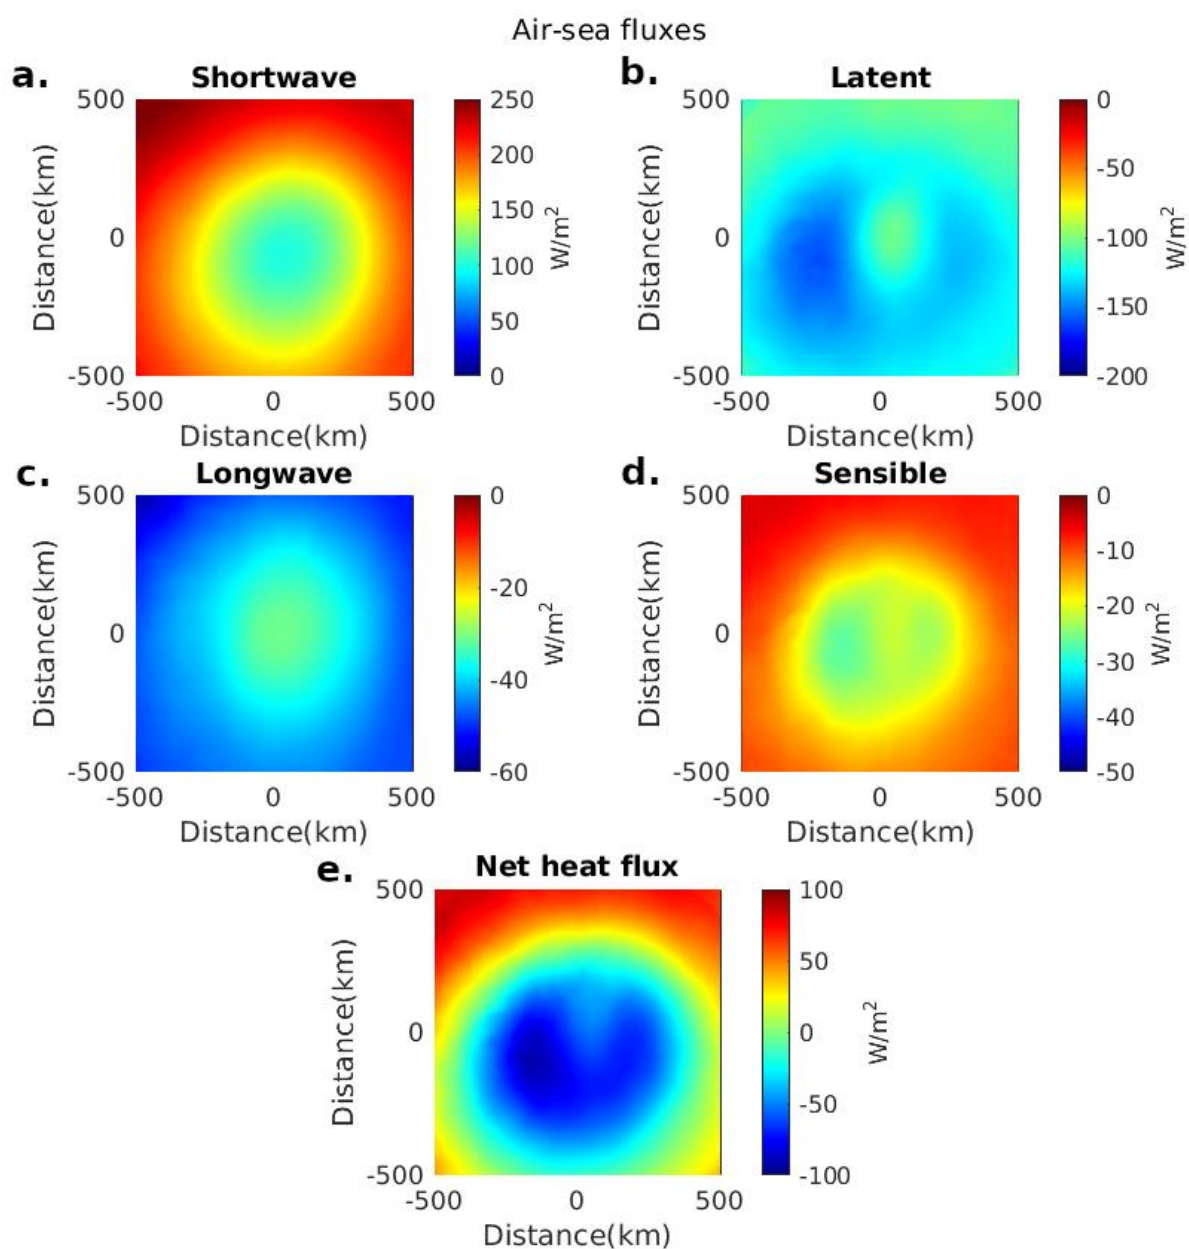 Air-sea fluxes
a.
Shortwave
500
0
-500
-500 0 500
Distance(km)
Distance(km)
250
200
150
100
50
0
W/m²
b.
Latent
500
0
-500
-500 0 500
Distance(km)
Distance(km)
0
-50
-100
-150
-200
W/m²
c.
Longwave
500
0
-500
-500 0 500
Distance(km)
Distance(km)
0
-20
-40
-60
W/m²
d.
Sensible
500
0
-500
-500 0 500
Distance(km)
Distance(km)
0
-10
-20
-30
-40
-50
W/m²
e.
Net heat flux
500
0
-500
-500 0 500
Distance(km)
Distance(km)
100
50
0
-50
-100
W/m²